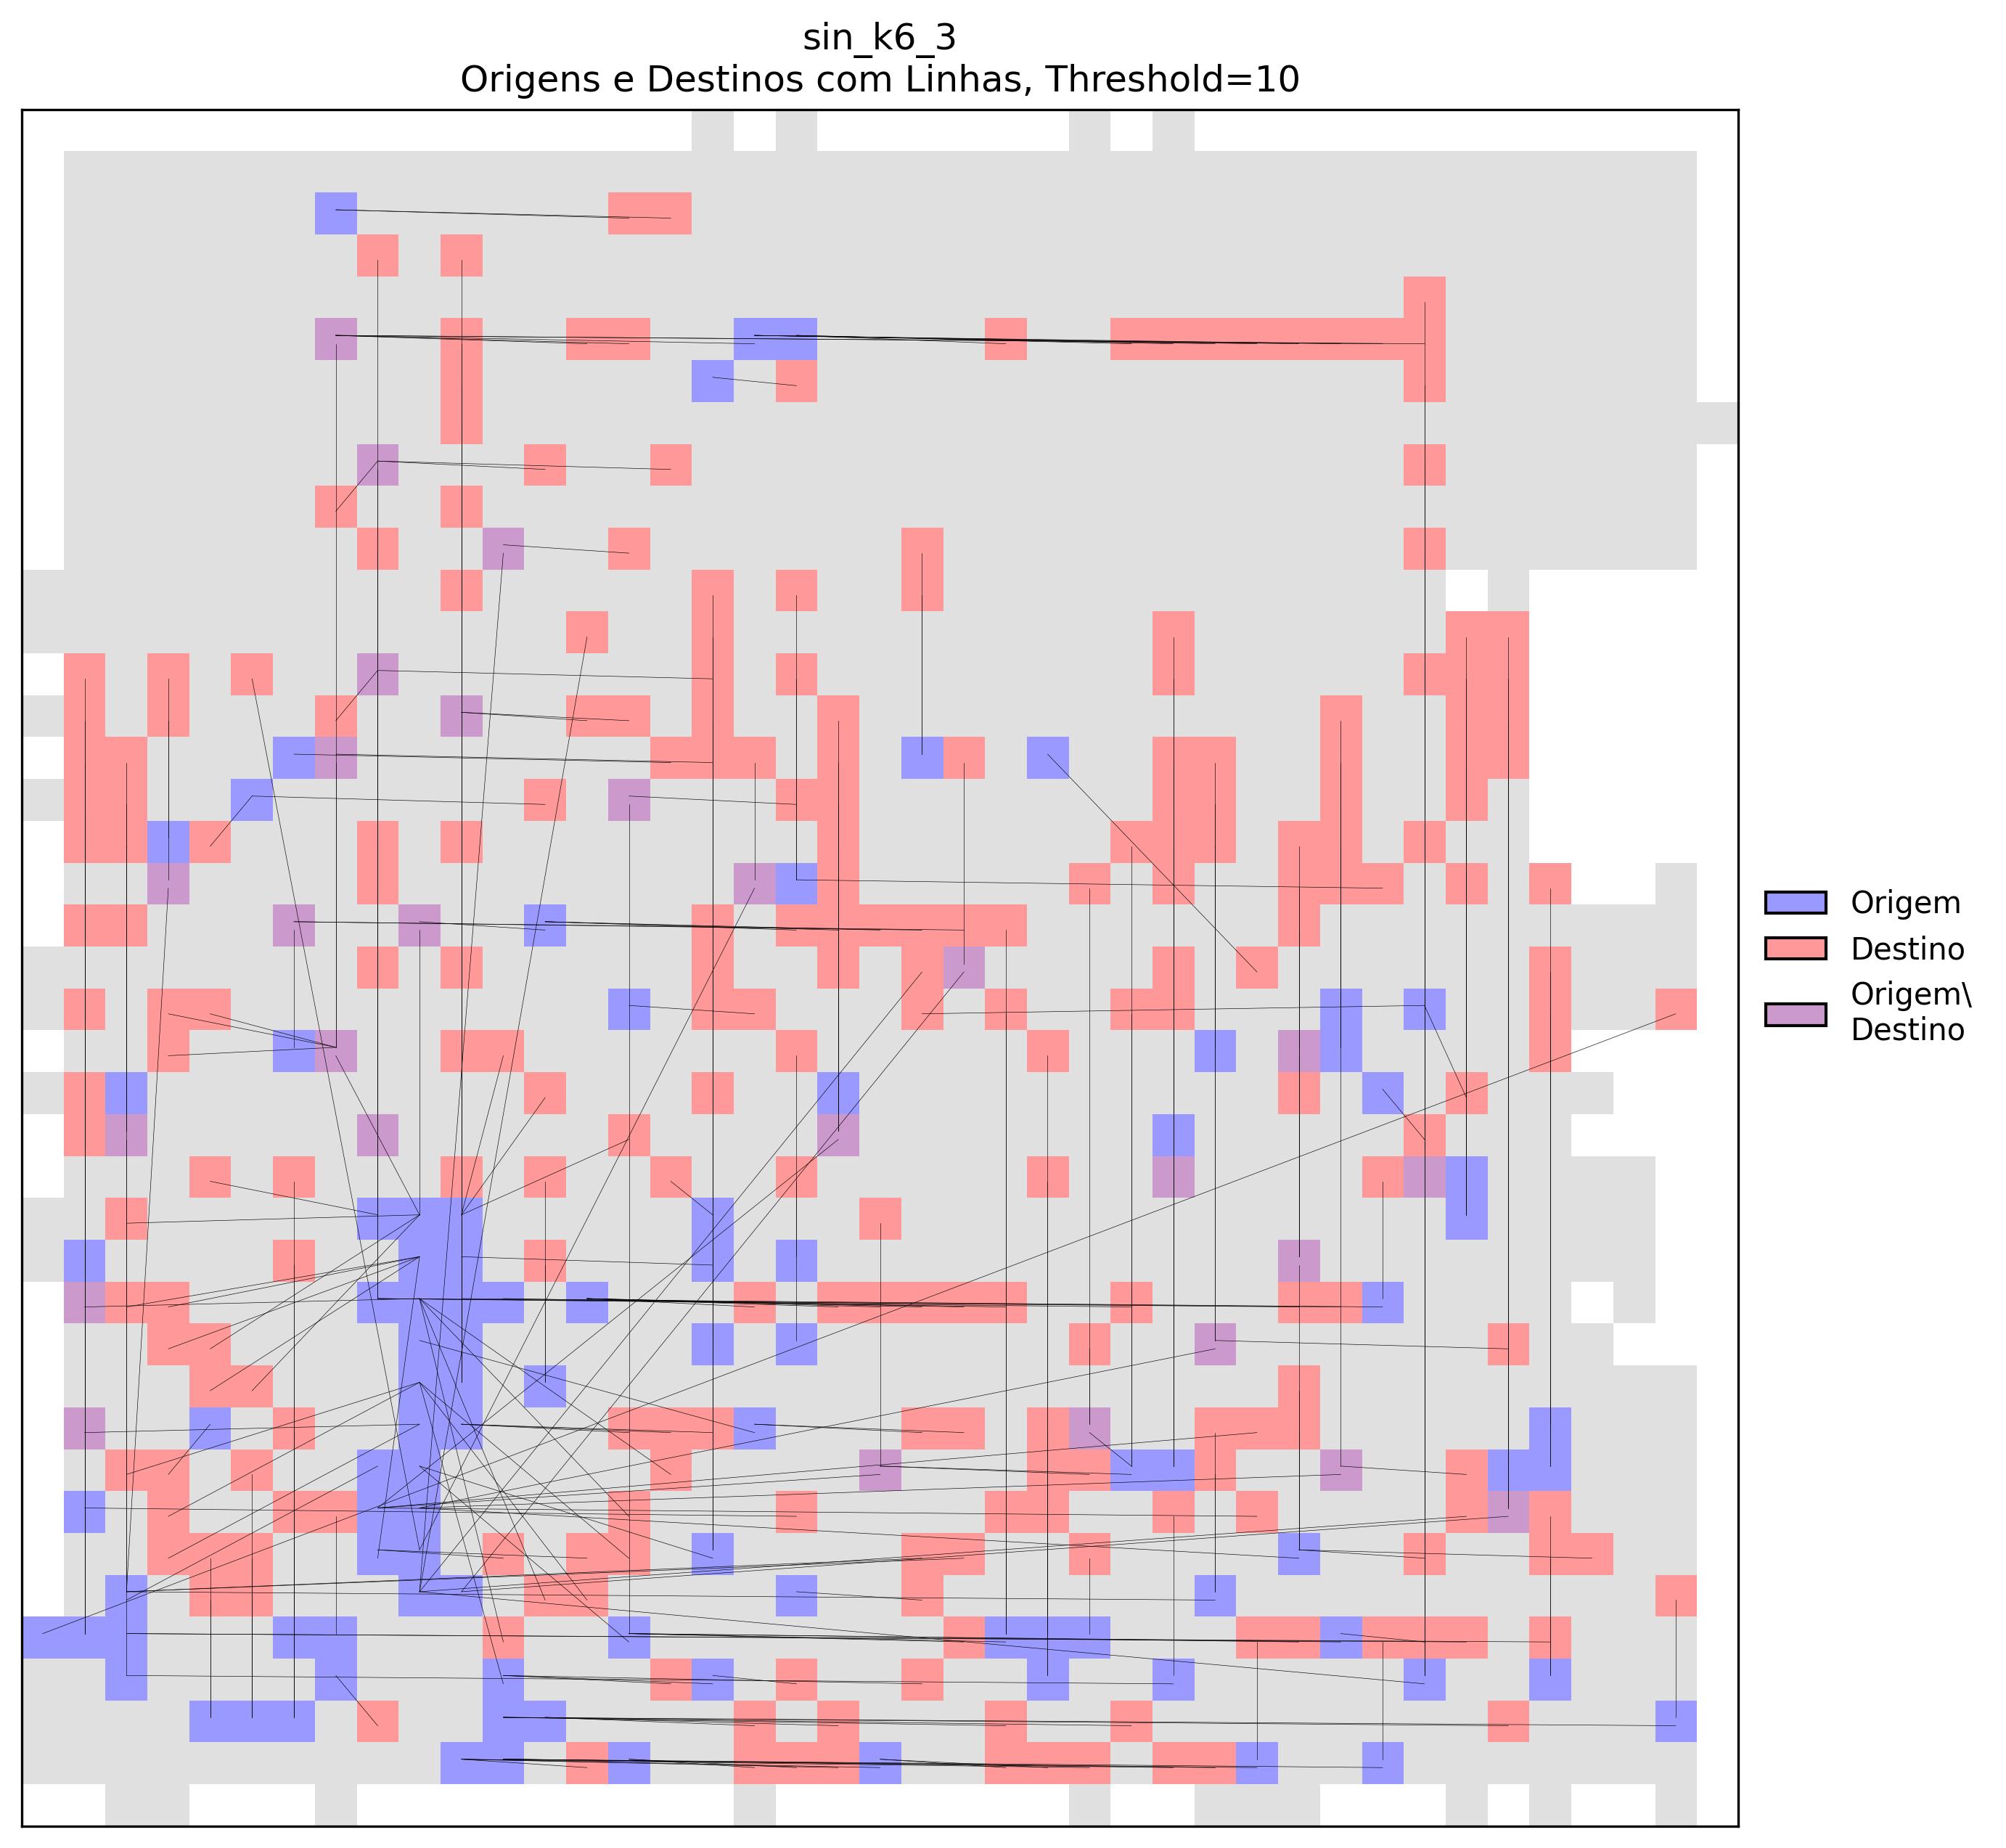 sin_k6_3
Origens e Destinos com Linhas, Threshold=10
Origem
Destino
Origem\
Destino